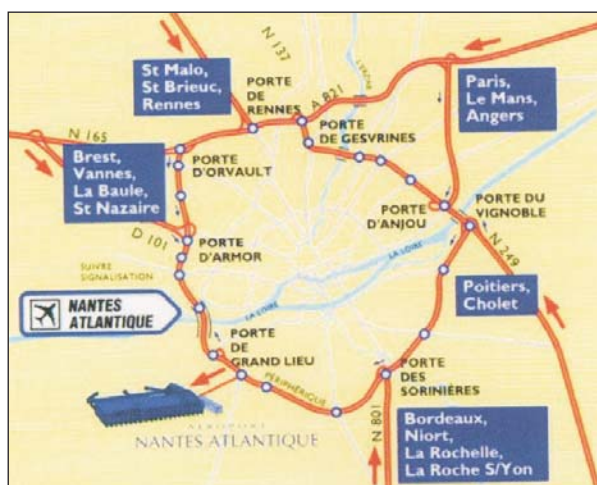 N 137
St Malo,
St Brieuc,
Rennes
PORTE
DE
RENNES
A 821
PORTE
DE GESVRINES
Paris,
Le Mans,
Angers
N 165
Brest,
Vannes,
La Baule,
St Nazaire
PORTE
D'ORVAULT
D 101
PORTE
D'ARMOR
PORTE
D'ANJOU
PORTE DU
VIGNOBLE
N 249
LA LOIRE
SUIVRE
SIGNALISATION
NANTES
ATLANTIQUE
LA LOIRE
Poitiers,
Cholet
PORTE
DE
GRAND LIEU
PÉRIPHÉRIQUE
PORTE
DES
SORINIÈRES
N 801
Bordeaux,
Niort,
La Rochelle,
La Roche S/Yon
AÉROPORT
NANTES ATLANTIQUE